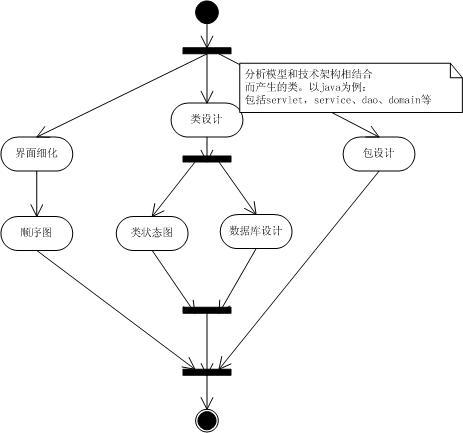 分析模型和技术架构相结合
而产生的类。以java为例：
包括servlet，service、dao、domain等
类设计
界面细化
包设计
顺序图
类状态图
数据库设计